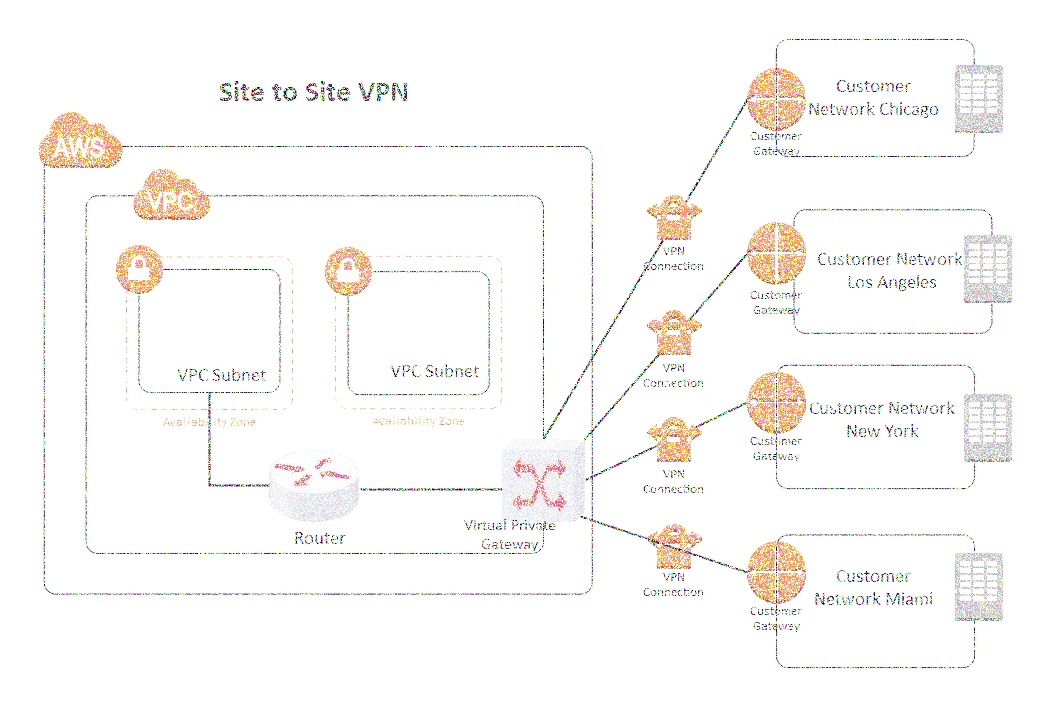 Site to Site VPN
AWS
VPC
VPC Subnet
Availability Zone
VPC Subnet
Availability Zone
Router
Virtual Private
Gateway
VPN
Connection
VPN
Connection
VPN
Connection
VPN
Connection
Customer
Gateway
Customer
Network Chicago
Customer
Gateway
Customer Network
Los Angeles
Customer
Gateway
Customer Network
New York
Customer
Gateway
Customer
Network Miami